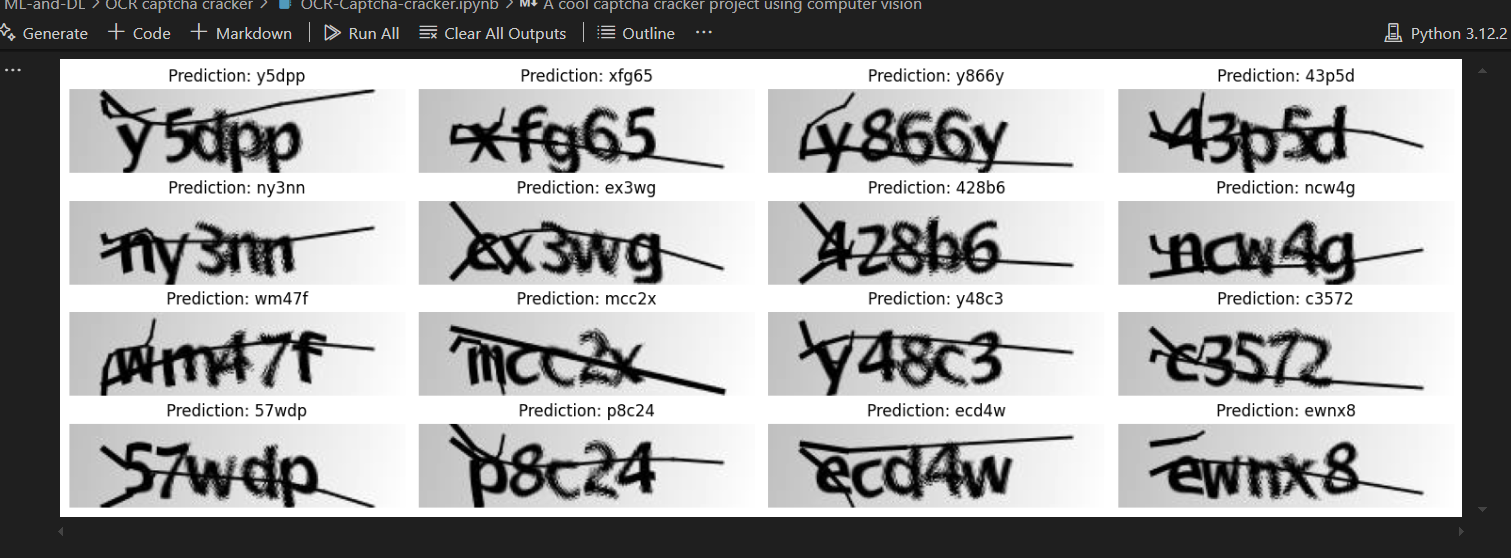 ML-and-DL > OCR captcha cracker > OCR-Captcha-cracker.ipynb > M↓ A cool captcha cracker project using computer vision
Generate + Code + Markdown | Run All Clear All Outputs | Outline ... Python 3.12.2
Prediction: y5dpp Prediction: xfg65 Prediction: y866y Prediction: 43p5d
y5dpp xfg65 y866y 43p5d
Prediction: ny3nn Prediction: ex3wg Prediction: 428b6 Prediction: ncw4g
ny3nn ex3wg 428b6 ncw4g
Prediction: wm47f Prediction: mcc2x Prediction: y48c3 Prediction: c3572
wm47f mcc2x y48c3 c3572
Prediction: 57wdp Prediction: p8c24 Prediction: ecd4w Prediction: ewnx8
57wdp p8c24 ecd4w ewnx8